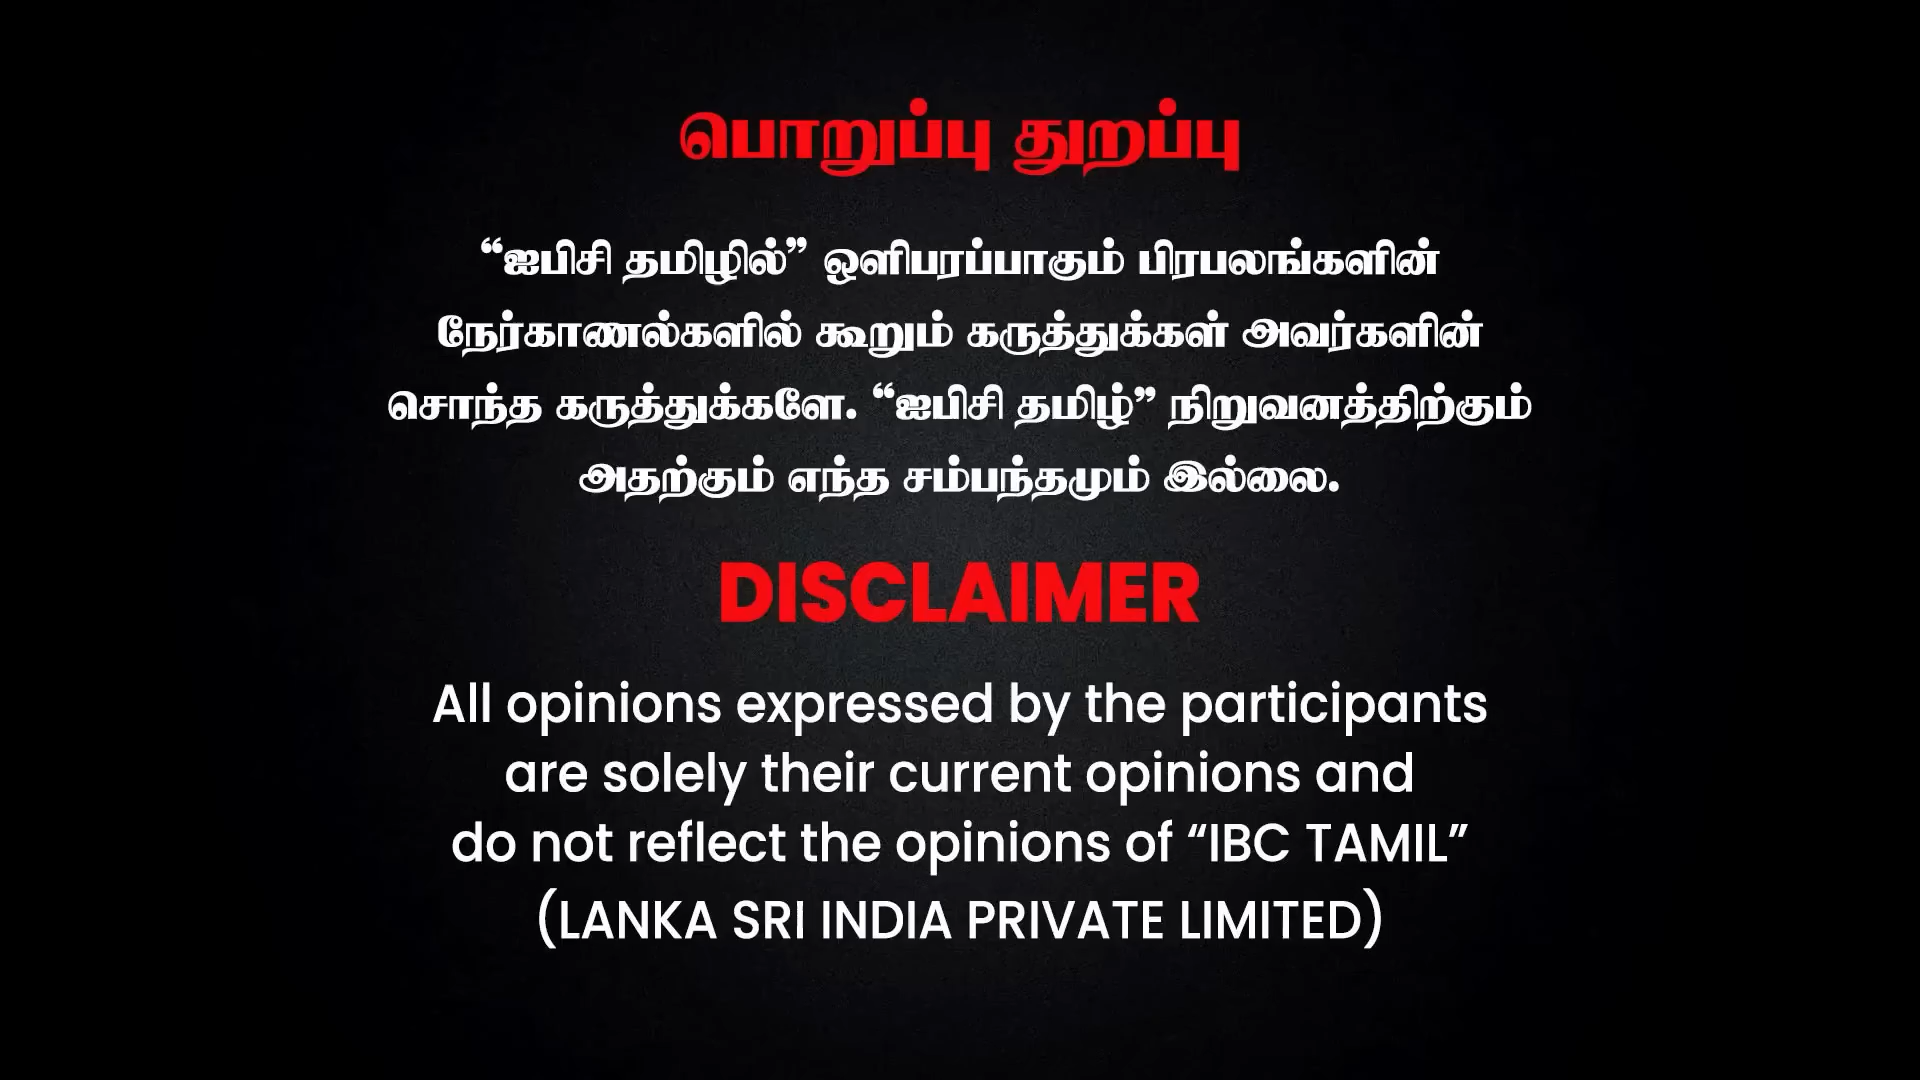 பொறுப்பு துறப்பு
“ஐபிசி தமிழில்” ஒளிபரப்பாகும் பிரபலங்களின்
நேர்காணல்களில் கூறும் கருத்துக்கள் அவர்களின்
சொந்த கருத்துக்களே. “ஐபிசி தமிழ்” நிறுவனத்திற்கும்
அதற்கும் எந்த சம்பந்தமும் இல்லை.
DISCLAIMER
All opinions expressed by the participants
are solely their current opinions and
do not reflect the opinions of “IBC TAMIL”
(LANKA SRI INDIA PRIVATE LIMITED)